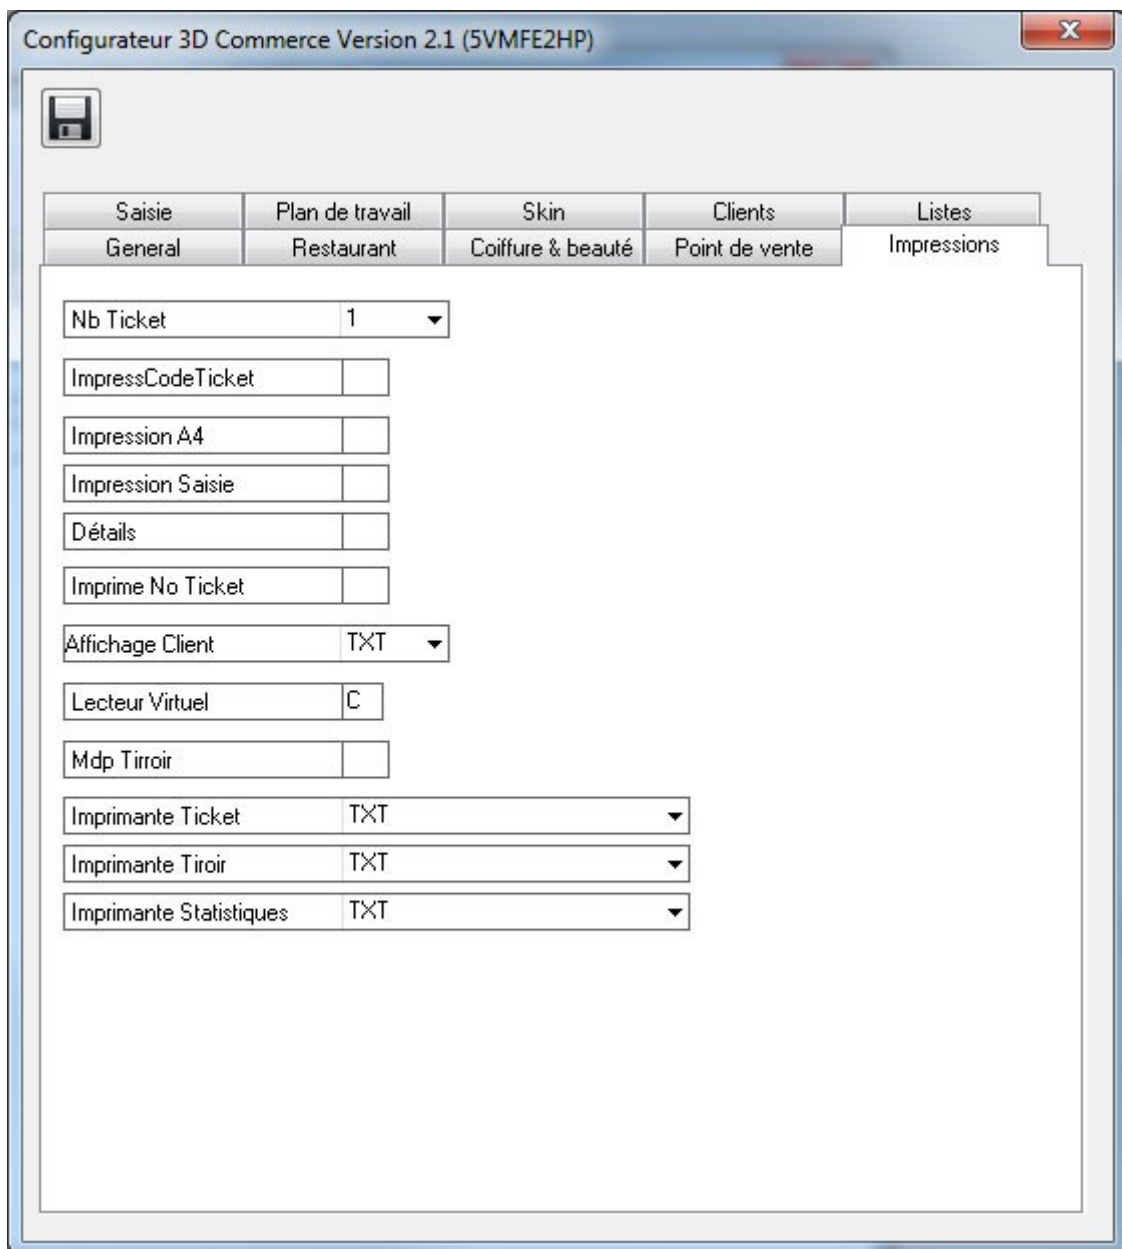 Configurateur 3D Commerce Version 2.1 (5VMFE2HP)
x
Saisie Plan de travail Skin Clients Listes
General Restaurant Coiffure & beauté Point de vente Impressions
Nb Ticket 1
ImpressCodeTicket
Impression A4
Impression Saisie
Détails
Imprime No Ticket
Affichage Client TXT
Lecteur Virtuel C
Mdp Tirroir
Imprimante Ticket TXT
Imprimante Tiroir TXT
Imprimante Statistiques TXT